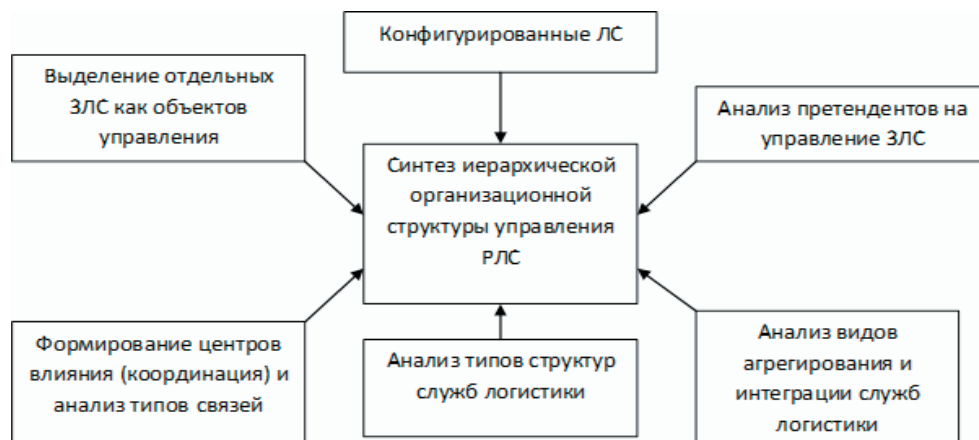 Конфигурированные ЛС
Выделение отдельных
ЗЛС как объектов
управления
Анализ претендентов на
управление ЗЛС
Синтез иерархической
организационной
структуры управления
РЛС
Формирование центров
влияния (координация) и
анализ типов связей
Анализ типов структур
служб логистики
Анализ видов
агрегирования и
интеграции служб
логистики